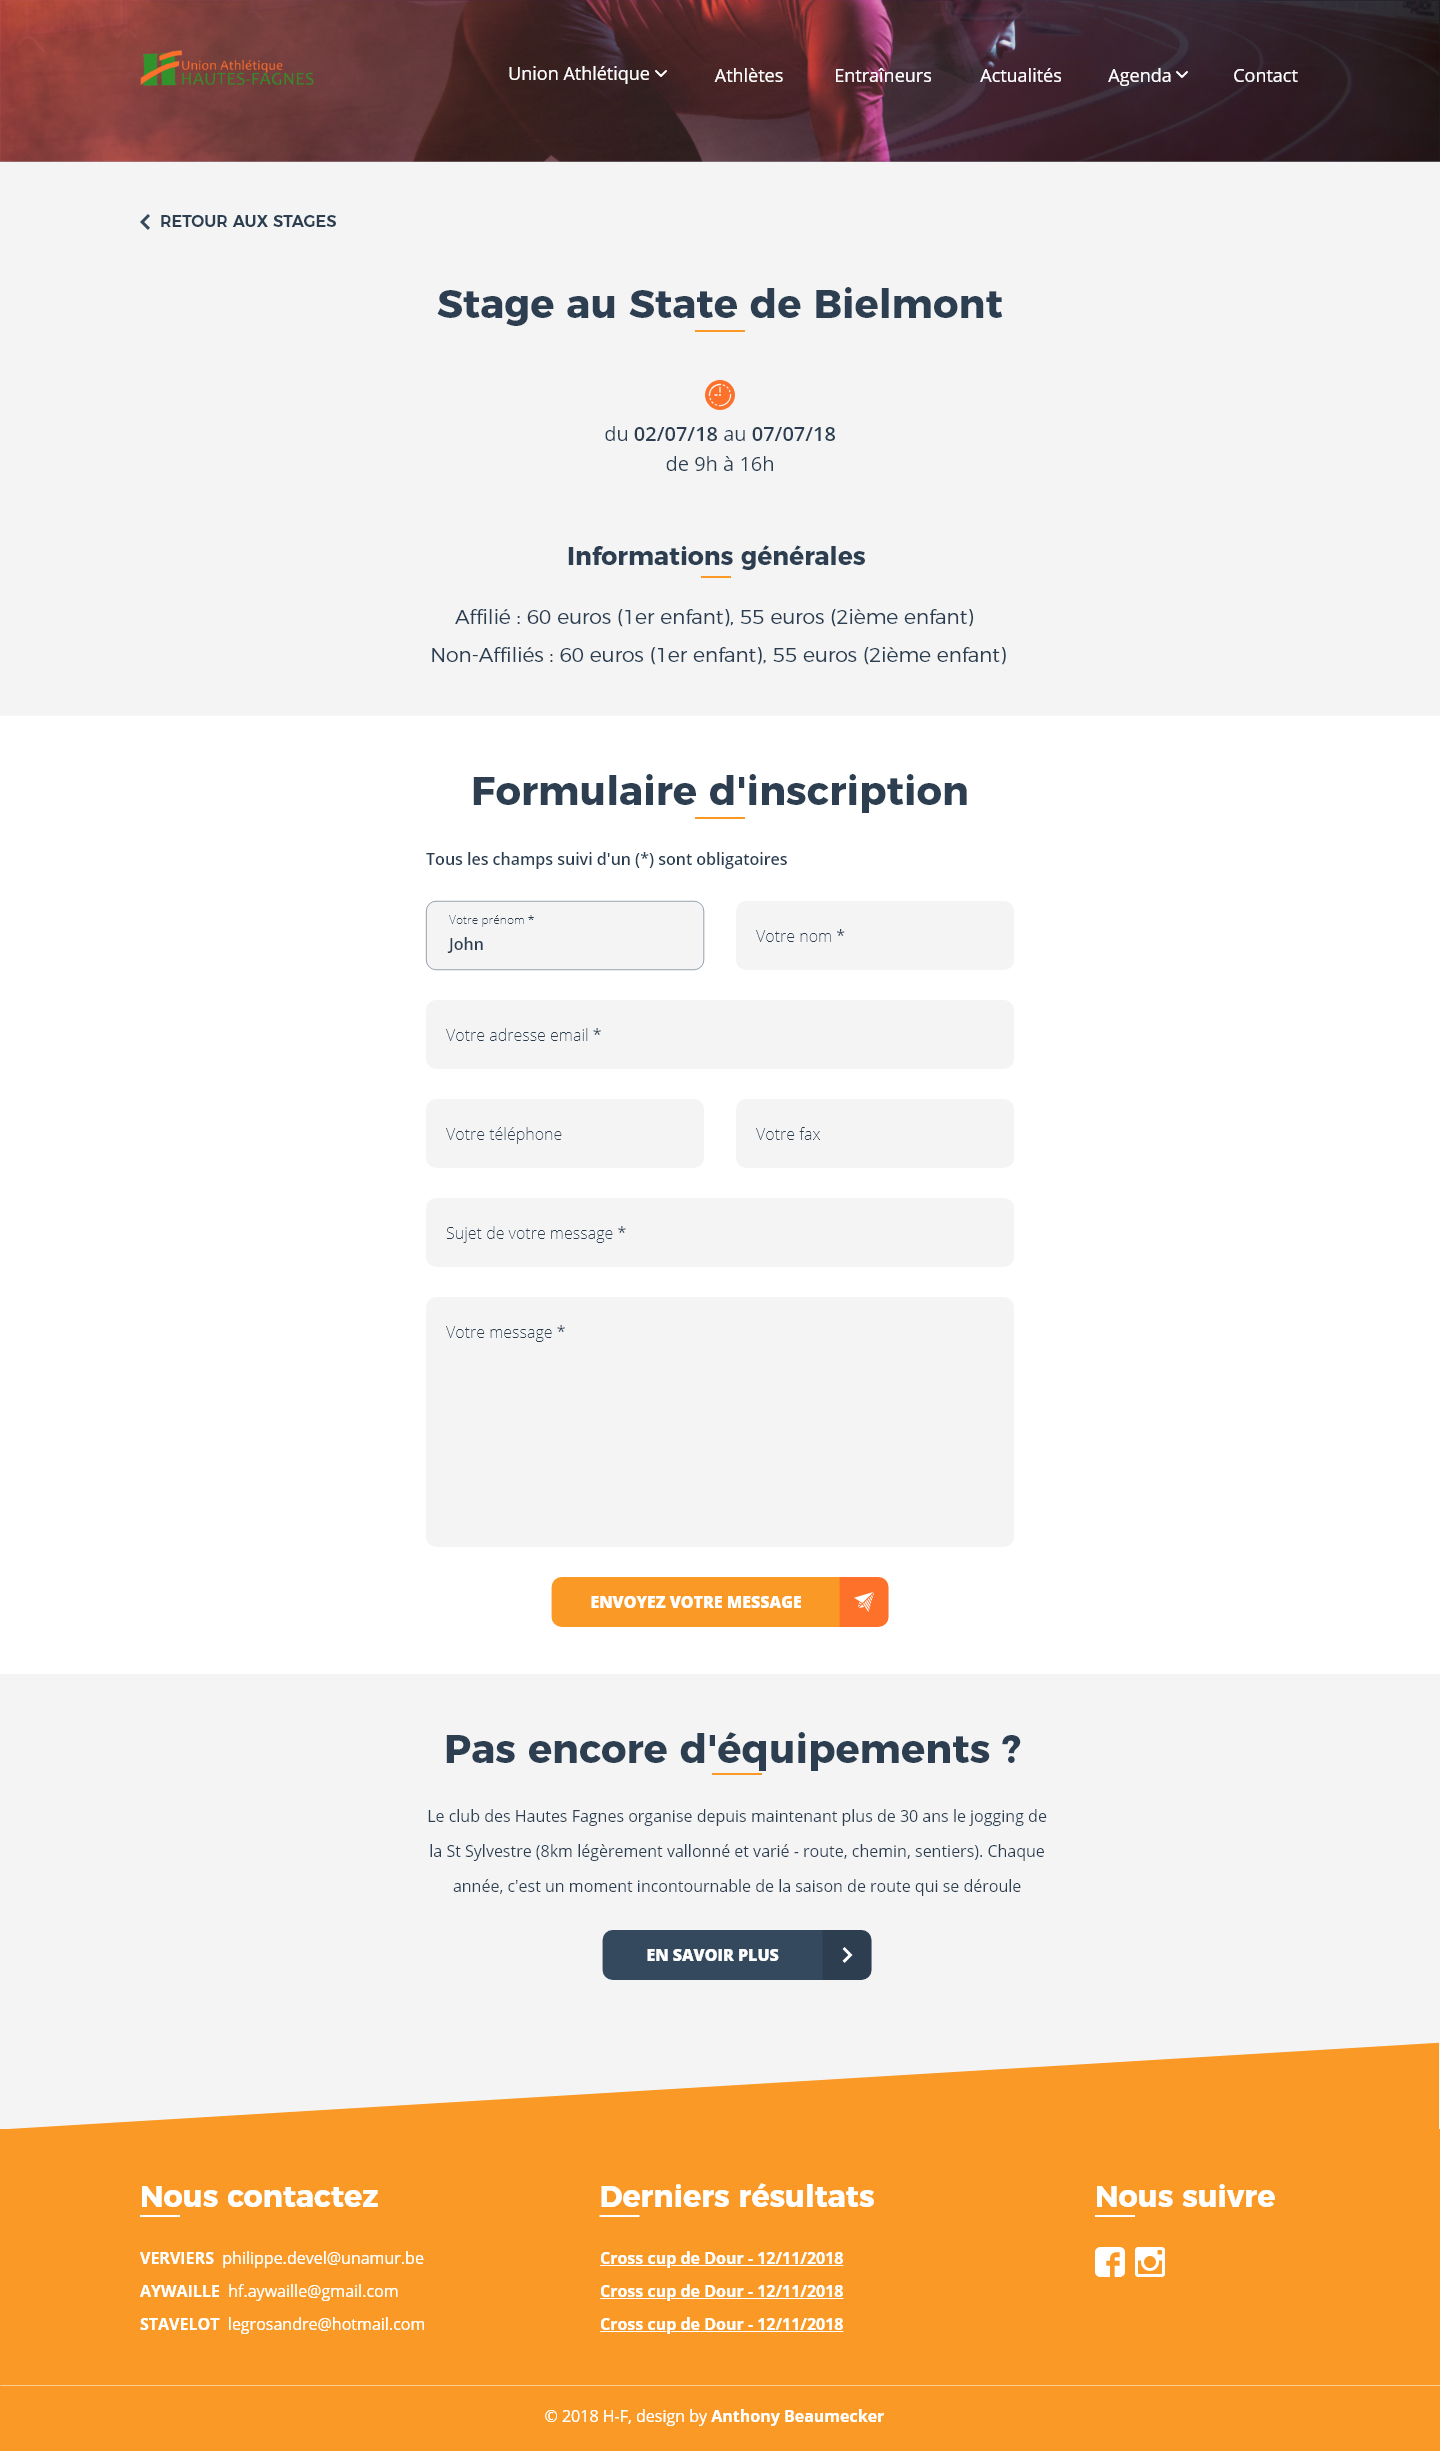 Union Athlétique
HAUTES-FAGNES
Union Athlétique
Athlètes
Entraîneurs
Actualités
Agenda
Contact
RETOUR AUX STAGES
Stage au State de Bielmont
du 02/07/18 au 07/07/18
de 9h à 16h
Informations générales
Affilié : 60 euros (1er enfant), 55 euros (2ième enfant)
Non-Affiliés : 60 euros (1er enfant), 55 euros (2ième enfant)
Formulaire d'inscription
Tous les champs suivi d'un (*) sont obligatoires
Votre prénom *
John
Votre nom *
Votre adresse email *
Votre téléphone
Votre fax
Sujet de votre message *
Votre message *
ENVOYEZ VOTRE MESSAGE
Pas encore d'équipements ?
Le club des Hautes Fagnes organise depuis maintenant plus de 30 ans le jogging de
la St Sylvestre (8km légèrement vallonné et varié - route, chemin, sentiers). Chaque
année, c'est un moment incontournable de la saison de route qui se déroule
EN SAVOIR PLUS
Nous contactez
VERVIERS philippe.devel@unamur.be
AYWAILLE hf.aywaille@gmail.com
STAVELOT legrosandre@hotmail.com
Derniers résultats
Cross cup de Dour - 12/11/2018
Cross cup de Dour - 12/11/2018
Cross cup de Dour - 12/11/2018
Nous suivre
© 2018 H-F, design by Anthony Beaumecker